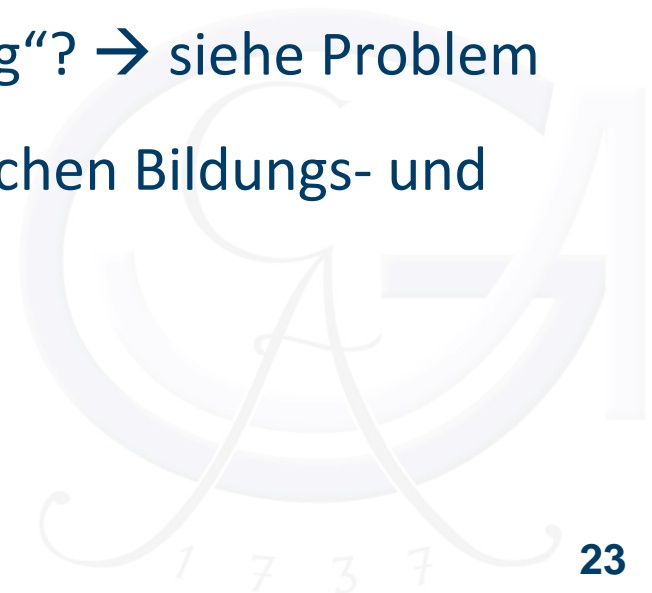 g“? → siehe Problem
chen Bildungs- und
1737
23